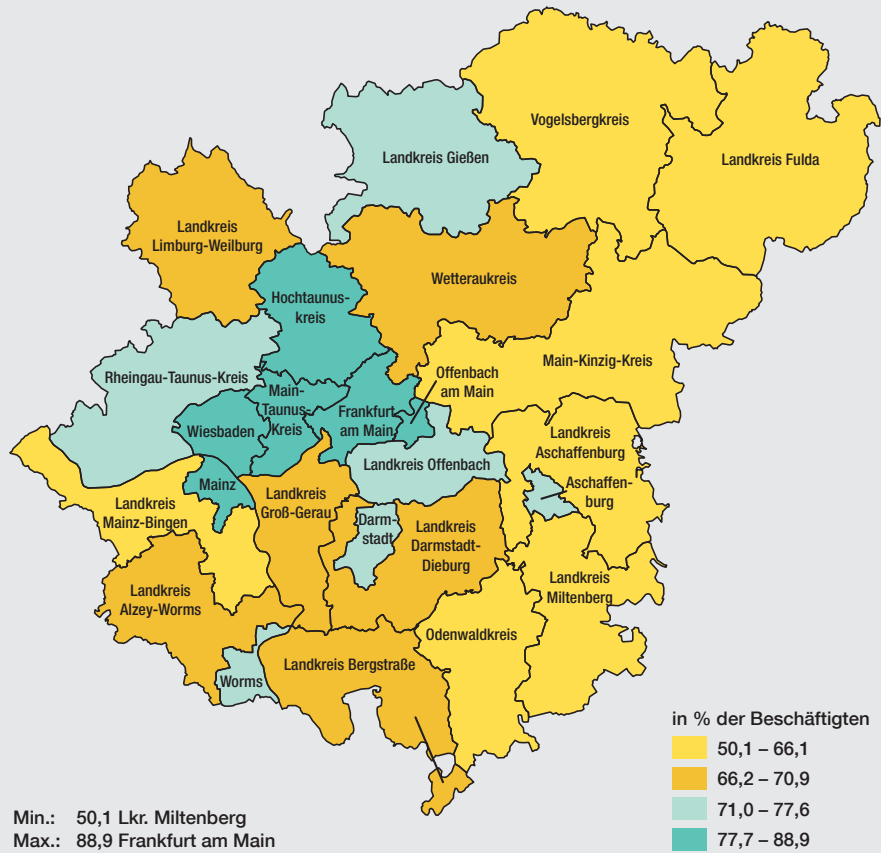 Vogelsbergkreis
Landkreis Gießen
Landkreis Fulda
Landkreis
Limburg-Weilburg
Wetteraukreis
Hochtaunus-
kreis
Main-Kinzig-Kreis
Offenbach
am Main
Rheingau-Taunus-Kreis
Main-
Taunus-
Kreis
Frankfurt
am Main
Wiesbaden
Landkreis
Aschaffenburg
Landkreis Offenbach
Aschaffen-
burg
Mainz
Landkreis
Groß-Gerau
Landkreis
Mainz-Bingen
Darm-
stadt
Landkreis
Darmstadt-
Dieburg
Landkreis
Miltenberg
Landkreis
Alzey-Worms
Odenwaldkreis
Landkreis Bergstraße
Worms
in % der Beschäftigten
50,1 – 66,1
66,2 – 70,9
71,0 – 77,6
77,7 – 88,9
Min.: 50,1 Lkr. Miltenberg
Max.: 88,9 Frankfurt am Main